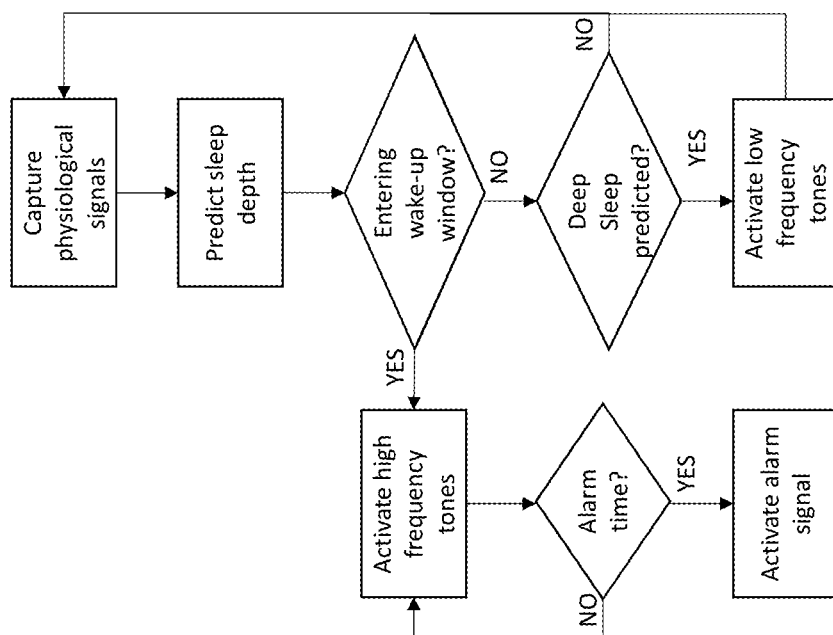 Capture
physiological
signals
Predict sleep
depth
Entering
wake-up
window?
NO
YES
Deep
Sleep
predicted?
NO
YES
Activate low
frequency
tones
Activate high
frequency
tones
Alarm
time?
NO
YES
Activate alarm
signal